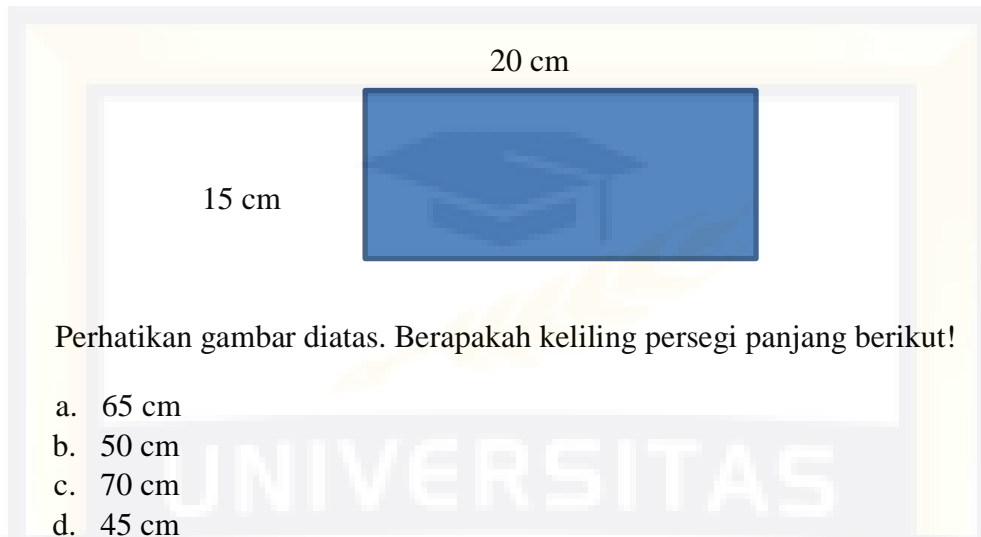 20 cm
15 cm
Perhatikan gambar diatas. Berapakah keliling persegi panjang berikut!
a. 65 cm
b. 50 cm
c. 70 cm
UNIVERSITAS
d. 45 cm